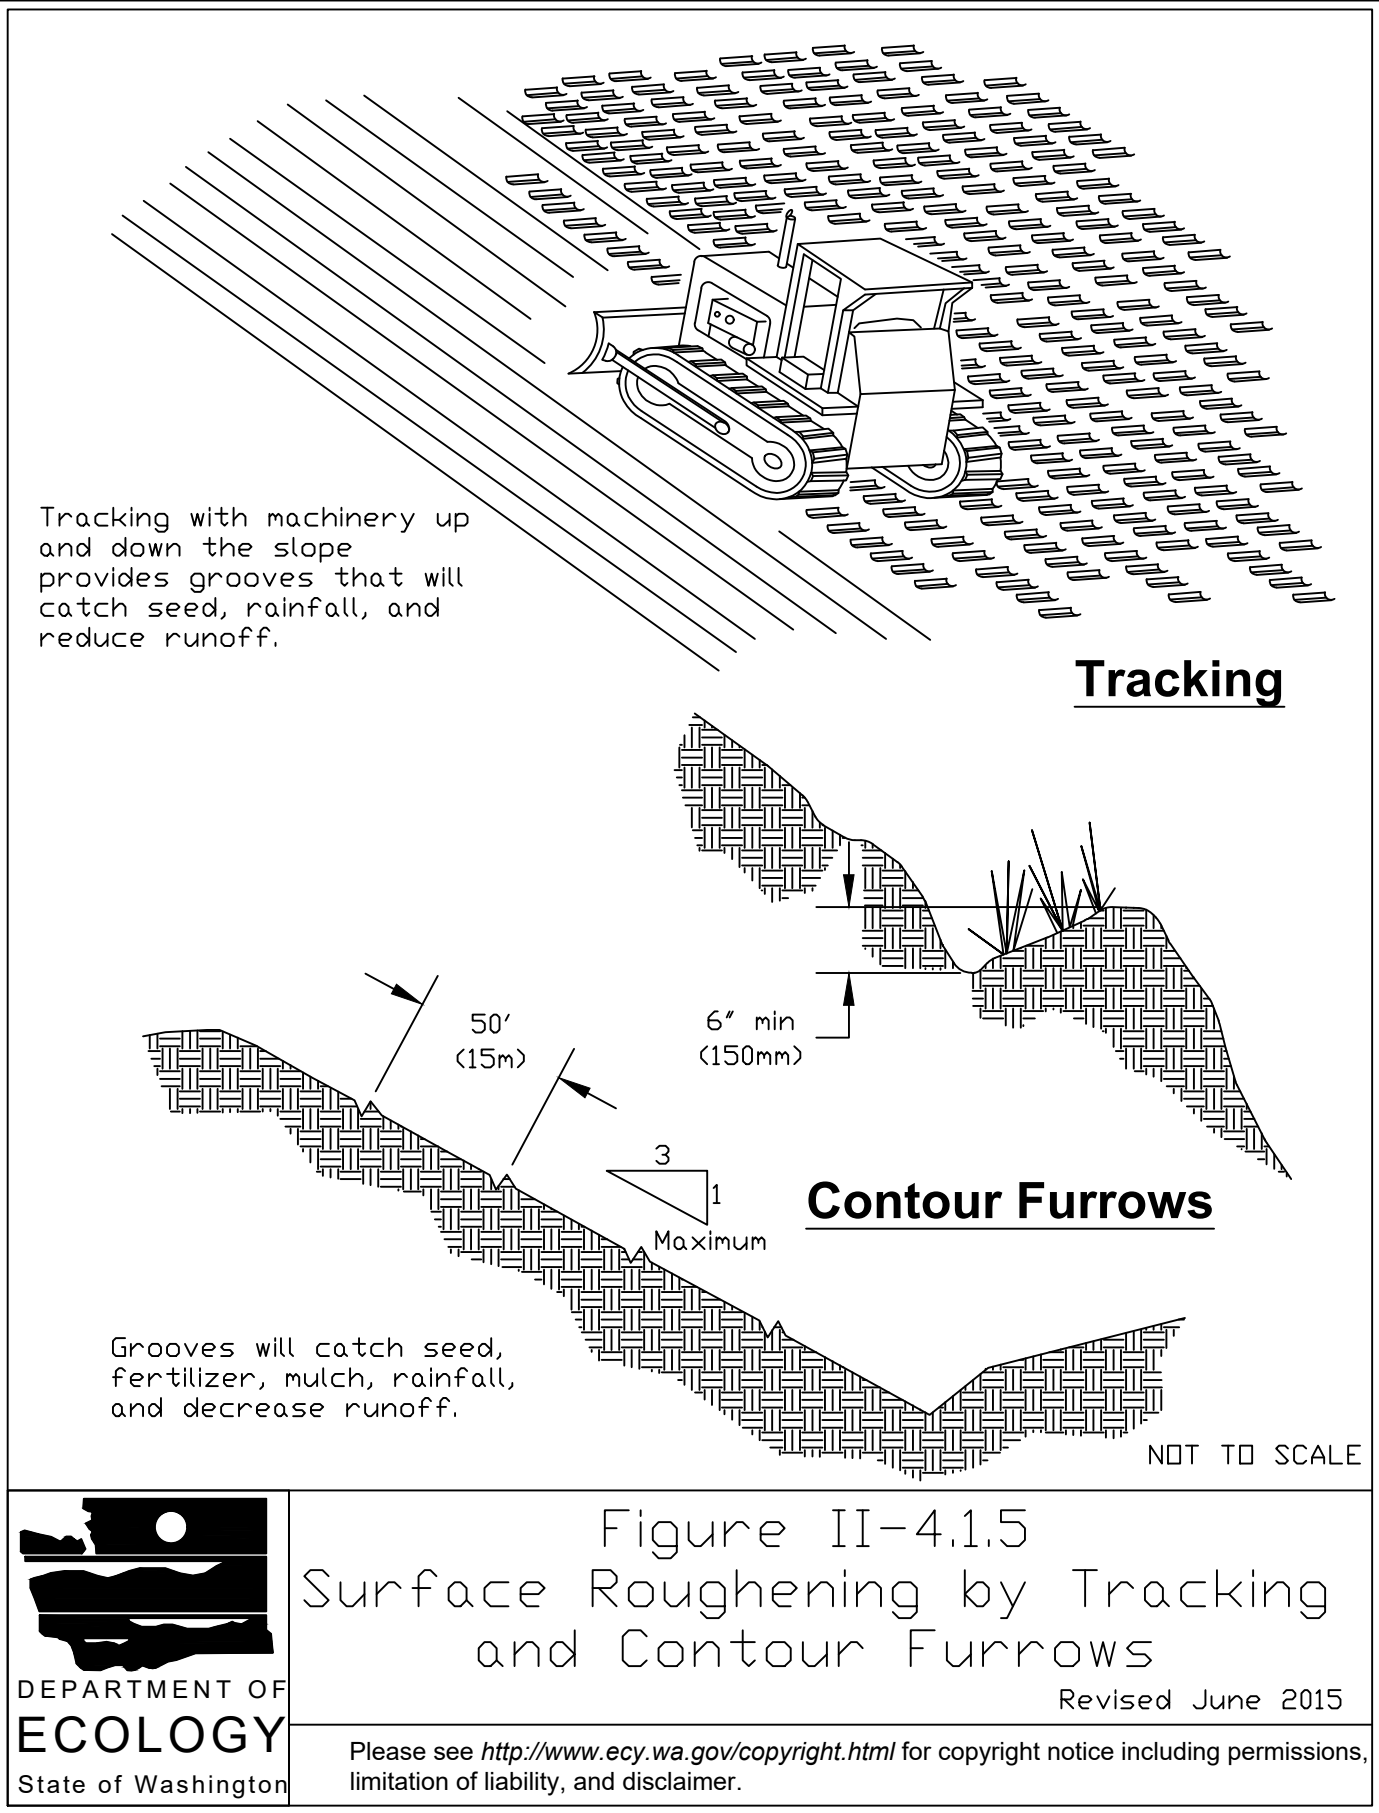 Tracking with machinery up
and down the slope
provides grooves that will
catch seed, rainfall, and
reduce runoff.
Tracking
6" min
(150mm)
50'
(15m)
3
1
Maximum
Contour Furrows
Grooves will catch seed,
fertilizer, mulch, rainfall,
and decrease runoff.
NOT TO SCALE
Figure II-4.1.5
Surface Roughening by Tracking
and Contour Furrows
Revised June 2015
DEPARTMENT OF
ECOLOGY
State of Washington
Please see http://www.ecy.wa.gov/copyright.html for copyright notice including permissions,
limitation of liability, and disclaimer.